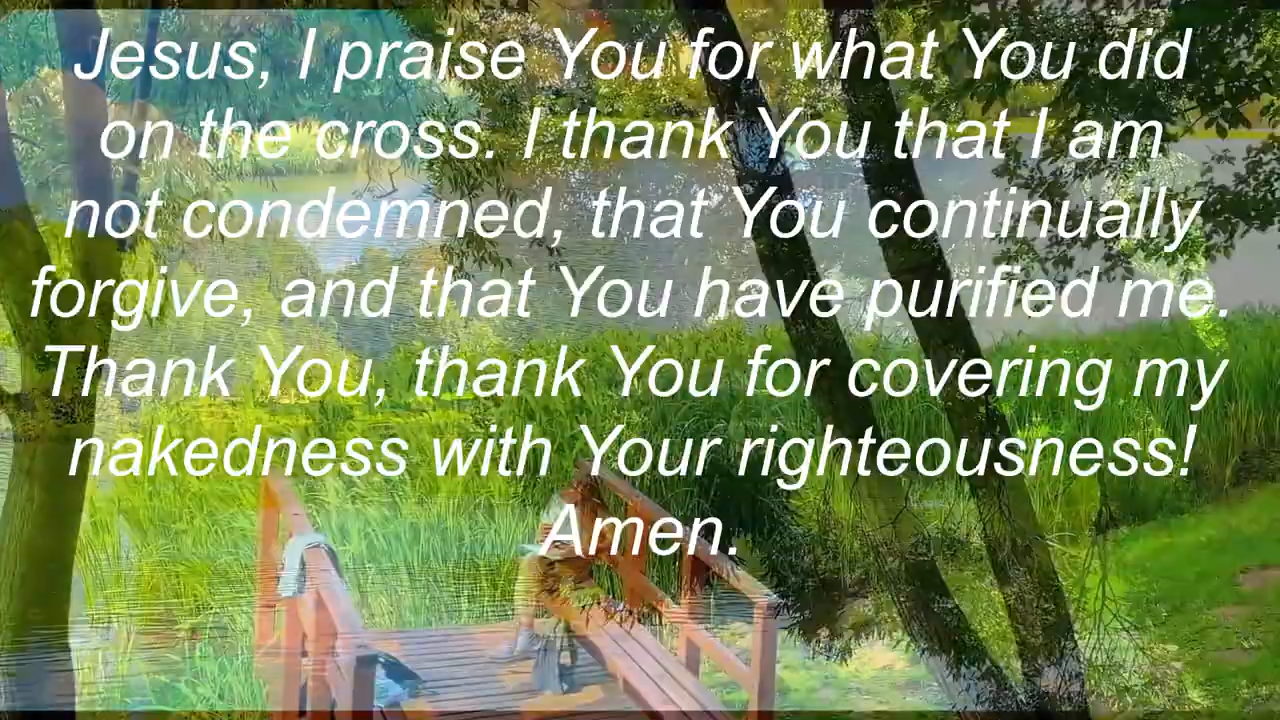 Jesus, I praise You for what You did
on the cross. I thank You that I am
not condemned, that You continually
forgive, and that You have purified me.
Thank You, thank You for covering my
nakedness with Your righteousness!
Amen.